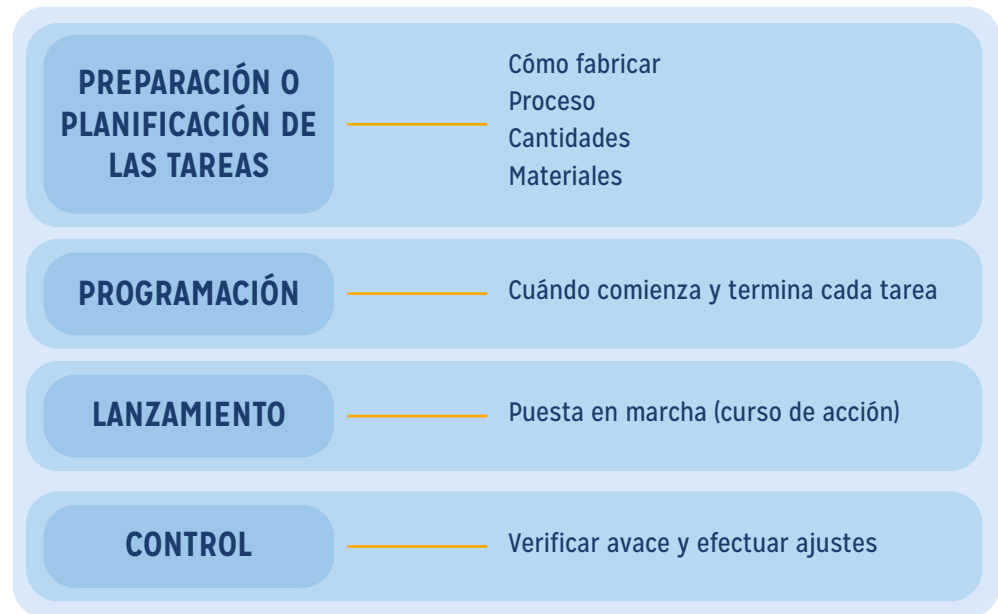 PREPARACIÓN O
PLANIFICACIÓN DE
LAS TAREAS
Cómo fabricar
Proceso
Cantidades
Materiales
PROGRAMACIÓN
Cuándo comienza y termina cada tarea
LANZAMIENTO
Puesta en marcha (curso de acción)
CONTROL
Verificar avace y efectuar ajustes